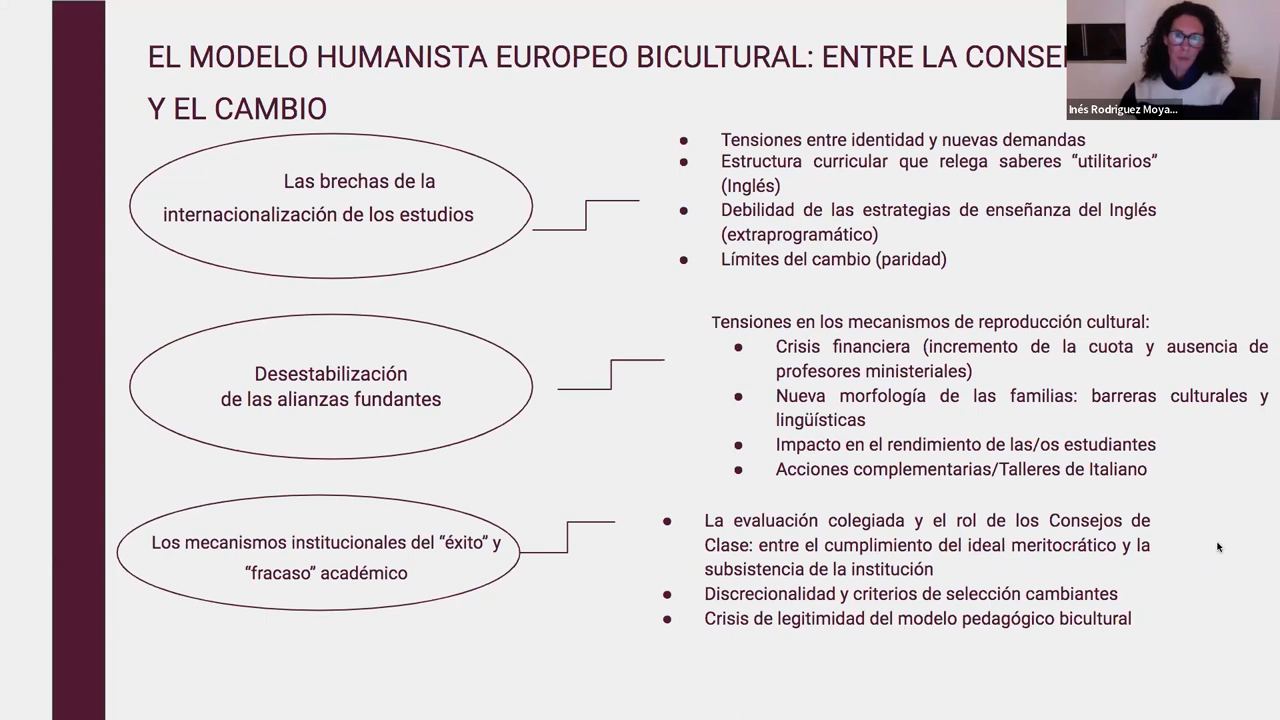 EL MODELO HUMANISTA EUROPEO BICULTURAL: ENTRE LA
Y EL CAMBIO
Inés Rodríguez Moya...
Las brechas de la
internacionalización de los estudios
Tensiones entre identidad y nuevas demandas
Estructura curricular que relega saberes “utilitarios”
(Inglés)
Debilidad de las estrategias de enseñanza del Inglés
(extraprogramático)
Límites del cambio (paridad)
Desestabilización
de las alianzas fundantes
Tensiones en los mecanismos de reproducción cultural:
Crisis financiera (incremento de la cuota y ausencia de
profesores ministeriales)
Nueva morfología de las familias: barreras culturales y
lingüísticas
Impacto en el rendimiento de las/os estudiantes
Acciones complementarias/Talleres de Italiano
Los mecanismos institucionales del “éxito” y
“fracaso” académico
La evaluación colegiada y el rol de los Consejos de
Clase: entre el cumplimiento del ideal meritocrático y la
subsistencia de la institución
Discrecionalidad y criterios de selección cambiantes
Crisis de legitimidad del modelo pedagógico bicultural